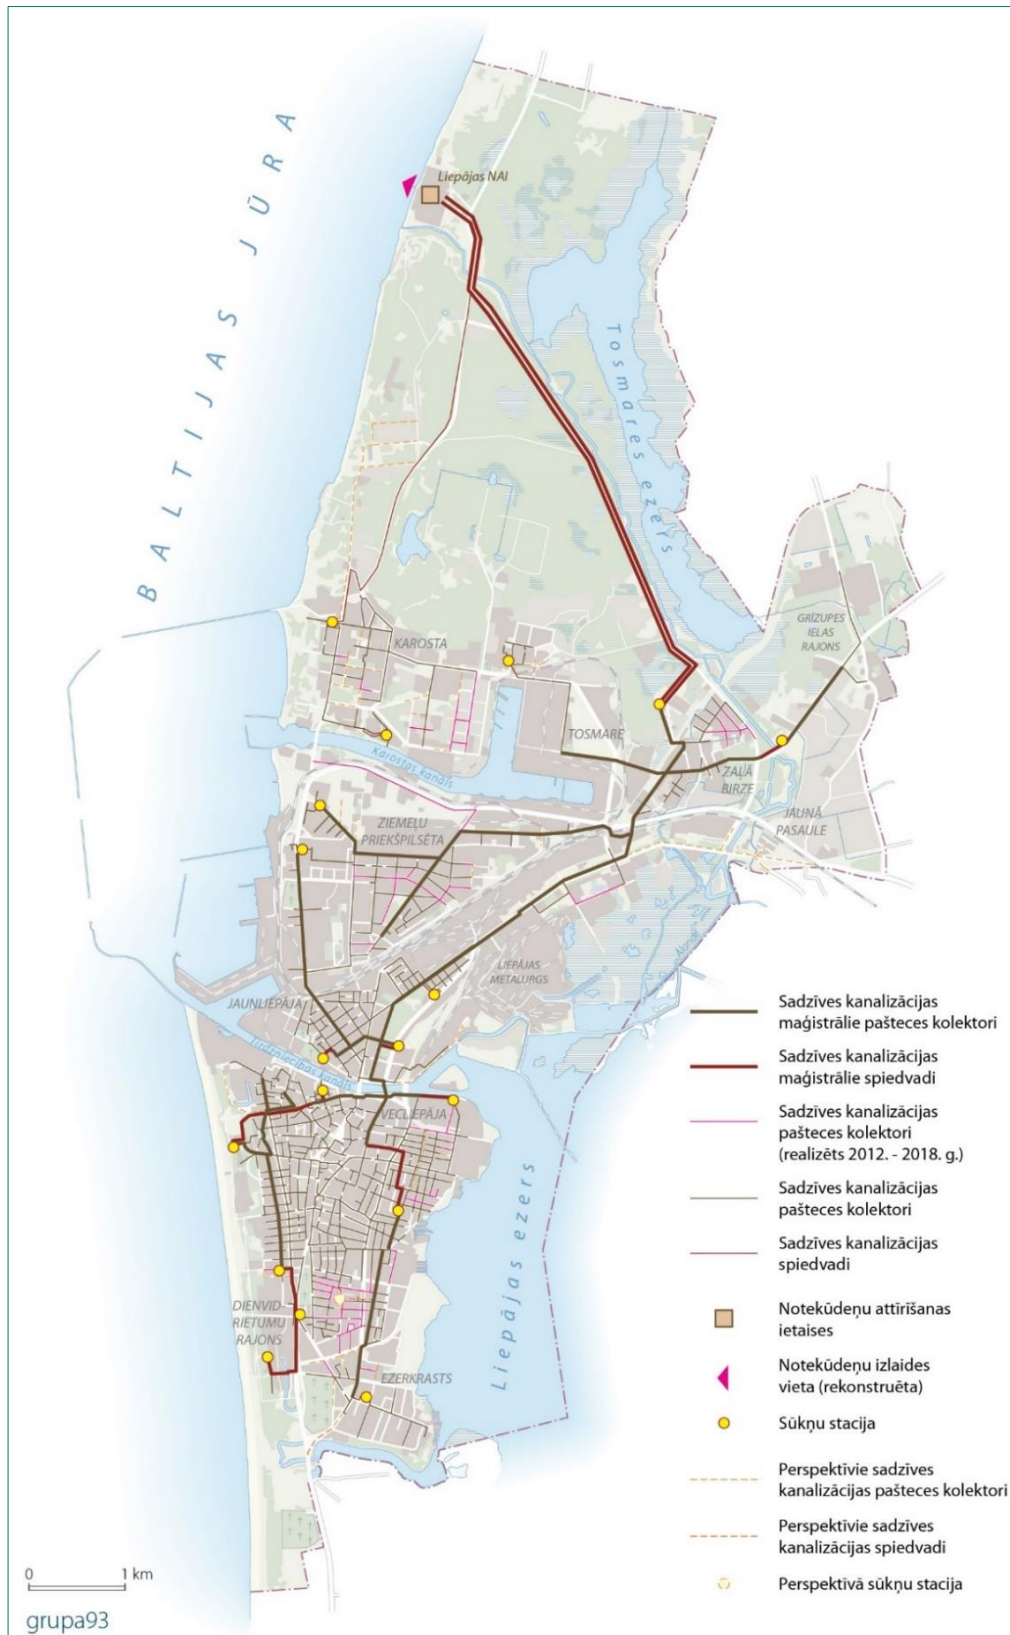 Liepājas NAI
BALTIJAS JŪRA
Tosmares ezers
GRĪZUPES
IELAS
RAJONS
KAROSTA
TOSMARE
Karostas kanāls
ZAĻĀ
BIRZE
JAUNĀ
PASAULE
ZIEMEĻU
PRIEKŠPILSĒTA
Ālande
LIEPĀJAS
METALURGS
JAUNLIEPĀJA
Tirdzniecības kanāls
VECLIEPĀJA
Liepājas ezers
DIENVID
RIETUMU
RAJONS
EZERKRASTS
Sadzīves kanalizācijas
maģistrālie pašteces kolektori
Sadzīves kanalizācijas
maģistrālie spiedvadi
Sadzīves kanalizācijas
pašteces kolektori
(realizēts 2012. - 2018. g.)
Sadzīves kanalizācijas
pašteces kolektori
Sadzīves kanalizācijas
spiedvadi
Notekūdeņu attīrīšanas
ietaises
Notekūdeņu izlaides
vieta (rekonstruēta)
Sūkņu stacija
Perspektīvie sadzīves
kanalizācijas pašteces kolektori
Perspektīvie sadzīves
kanalizācijas spiedvadi
Perspektīvā sūkņu stacija
0 1 km
grupa93